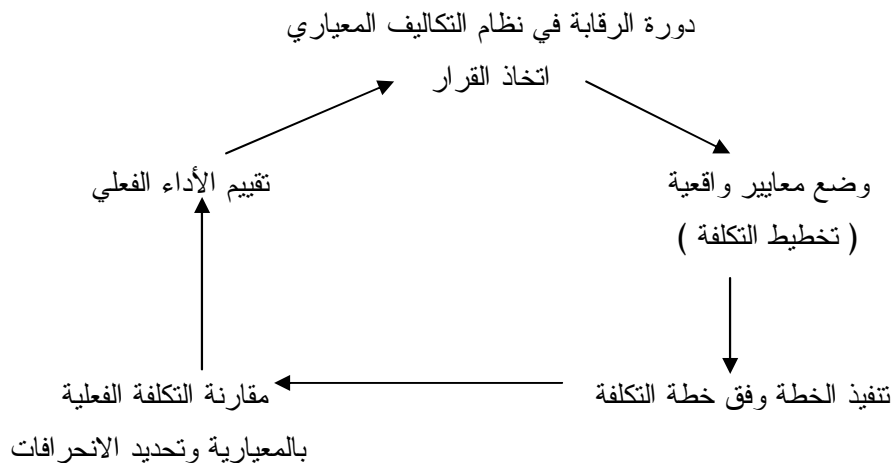 دورة الرقابة في نظام التكاليف المعياري
اتخاذ القرار
وضع معايير واقعية
( تخطيط التكلفة )
تنفيذ الخطة وفق خطة التكلفة
مقارنة التكلفة الفعلية
بالمعيارية وتحديد الانحرافات
تقييم الأداء الفعلي